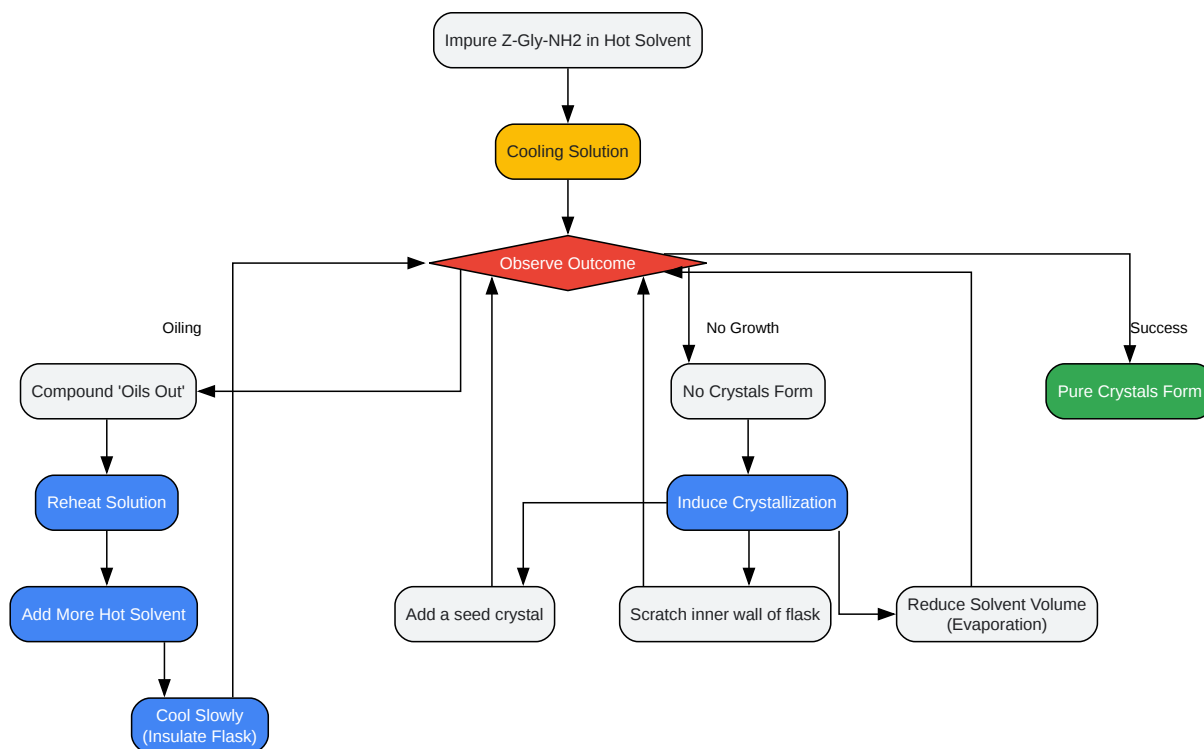 Impure Z-Gly-NH2 in Hot Solvent
Cooling Solution
Observe Outcome
Oiling
No Growth
Success
Compound 'Oils Out'
No Crystals Form
Pure Crystals Form
Reheat Solution
Induce Crystallization
Add More Hot Solvent
Add a seed crystal
Scratch inner wall of flask
Reduce Solvent Volume
(Evaporation)
Cool Slowly
(Insulate Flask)